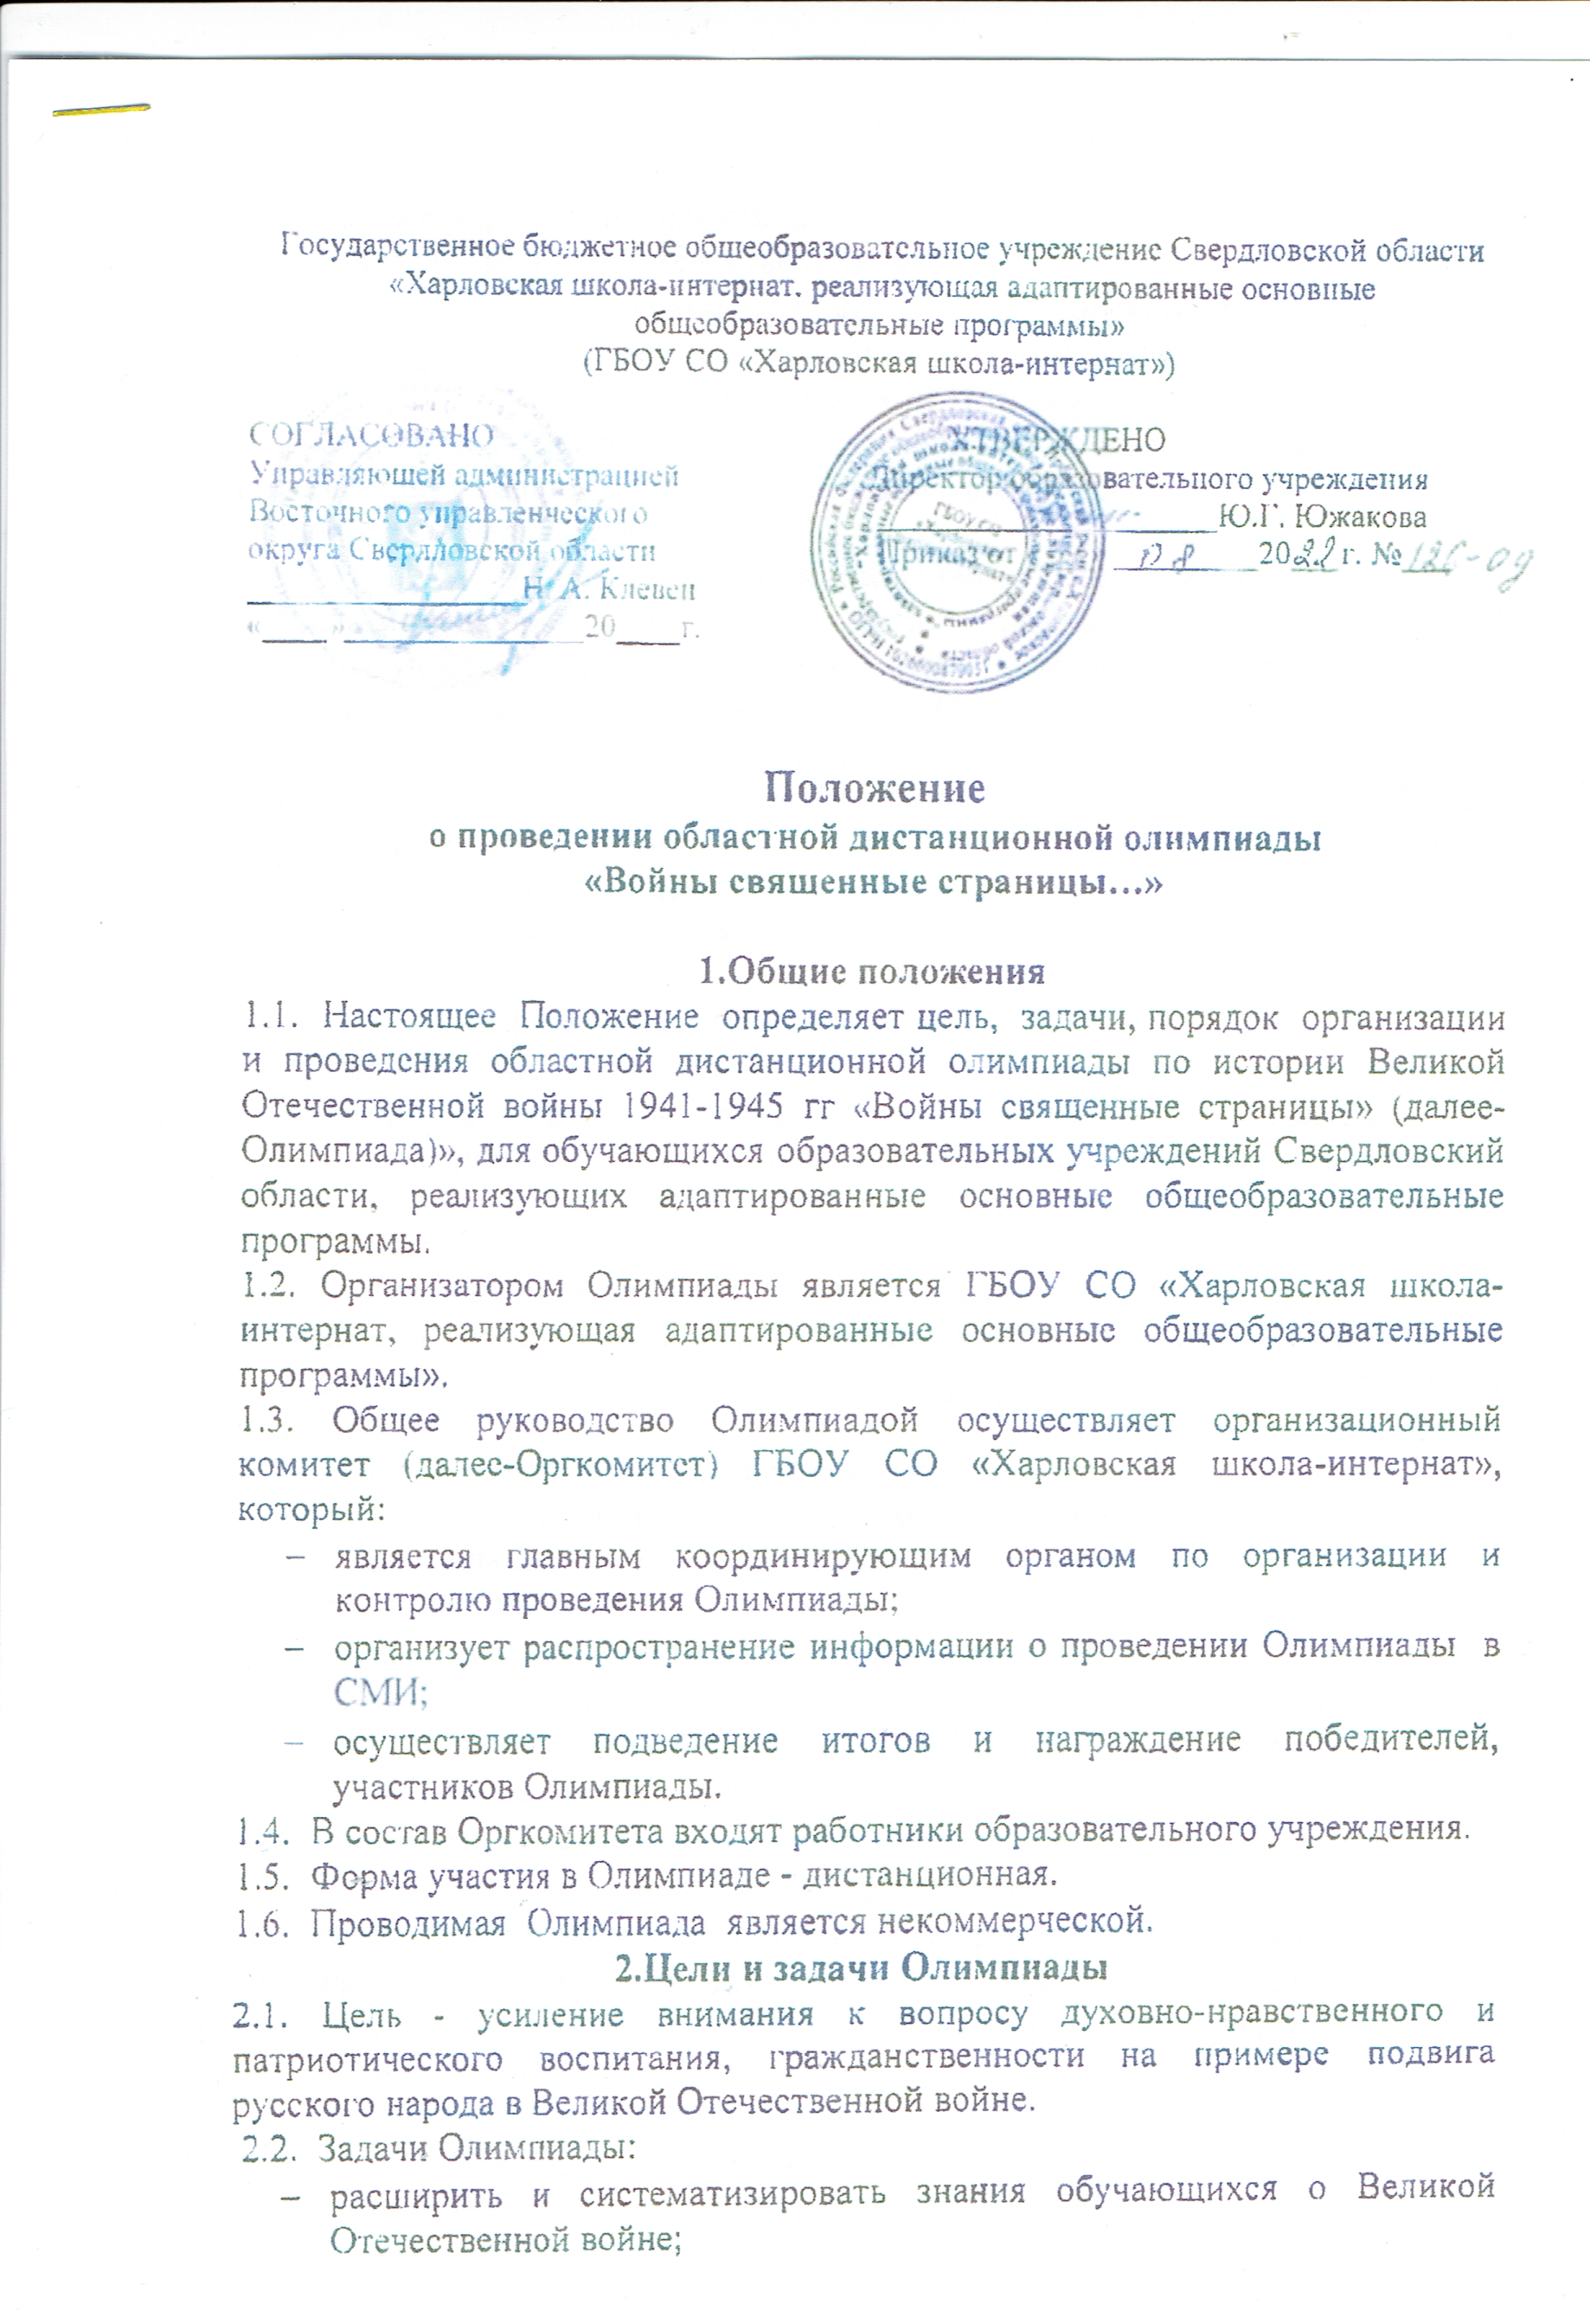 Государственное бюджетное общеобразовательное учреждение Свердловской области
«Харловская школа-интернат, реализующая адаптированные основные
общеобразовательные программы»
(ГБОУ СО «Харловская школа-интернат»)
СОГЛАСОВАНО
Управляющей администрацией
Восточного управленческого
округа Свердловской области
Н. А. Клевец
«____» ____________ 20____г.
УТВЕРЖДЕНО
Директор образовательного учреждения
Ю.Г. Южакова
Приказ от 08 2022 г. № 126-од
Положение
о проведении областной дистанционной олимпиады
«Войны священные страницы…»
1.Общие положения
1.1. Настоящее Положение определяет цель, задачи, порядок организации
и проведения областной дистанционной олимпиады по истории Великой
Отечественной войны 1941-1945 гг «Войны священные страницы» (далее-
Олимпиада)», для обучающихся образовательных учреждений Свердловский
области, реализующих адаптированные основные общеобразовательные
программы.
1.2. Организатором Олимпиады является ГБОУ СО «Харловская школа-
интернат, реализующая адаптированные основные общеобразовательные
программы».
1.3. Общее руководство Олимпиадой осуществляет организационный
комитет (далее-Оргкомитет) ГБОУ СО «Харловская школа-интернат»,
который:
– является главным координирующим органом по организации и
контролю проведения Олимпиады;
– организует распространение информации о проведении Олимпиады в
СМИ;
– осуществляет подведение итогов и награждение победителей,
участников Олимпиады.
1.4. В состав Оргкомитета входят работники образовательного учреждения.
1.5. Форма участия в Олимпиаде - дистанционная.
1.6. Проводимая Олимпиада является некоммерческой.
2.Цели и задачи Олимпиады
2.1. Цель - усиление внимания к вопросу духовно-нравственного и
патриотического воспитания, гражданственности на примере подвига
русского народа в Великой Отечественной войне.
2.2. Задачи Олимпиады:
– расширить и систематизировать знания обучающихся о Великой
Отечественной войне;